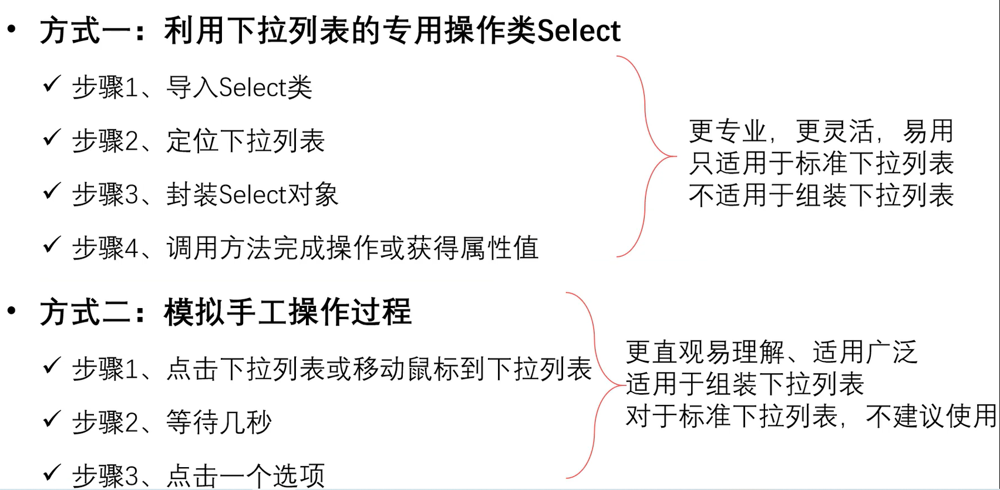 • 方式一：利用下拉列表的专用操作类Select
✓ 步骤1、导入Select类
✓ 步骤2、定位下拉列表
✓ 步骤3、封装Select对象
✓ 步骤4、调用方法完成操作或获得属性值
更专业，更灵活，易用
只适用于标准下拉列表
不适用于组装下拉列表
• 方式二：模拟手工操作过程
✓ 步骤1、点击下拉列表或移动鼠标到下拉列表
✓ 步骤2、等待几秒
✓ 步骤3、点击一个选项
更直观易理解、适用广泛
适用于组装下拉列表
对于标准下拉列表，不建议使用